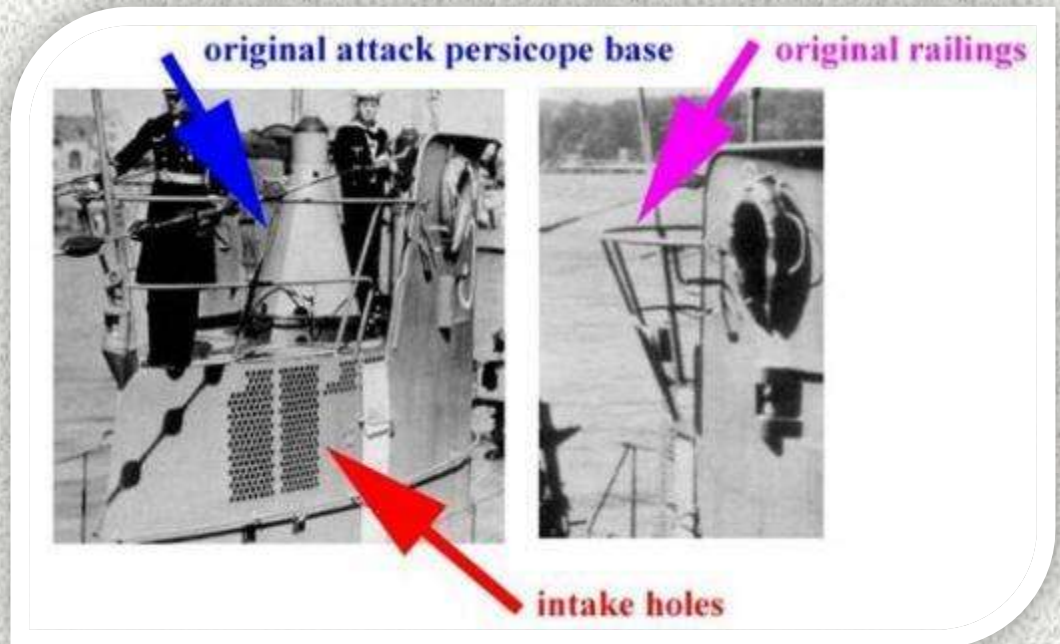 original attack persicope base
original railings
intake holes